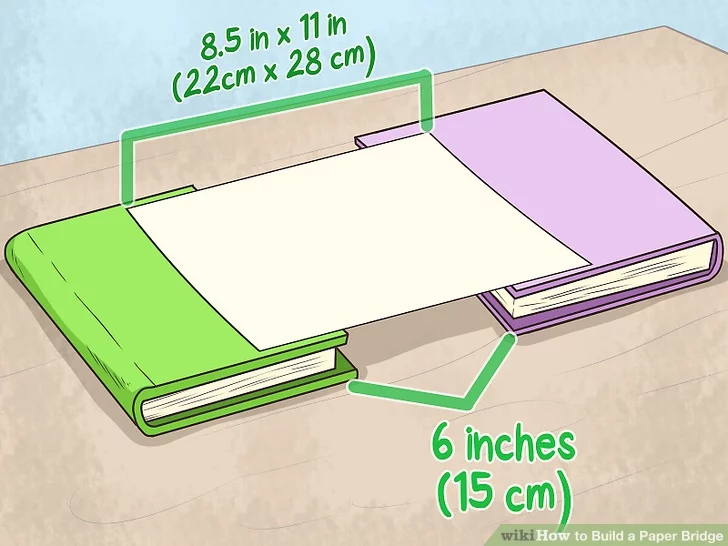 8.5 in x 11 in
(22cm x 28 cm)
6 inches
(15 cm)
wikiHow to Build a Paper Bridge